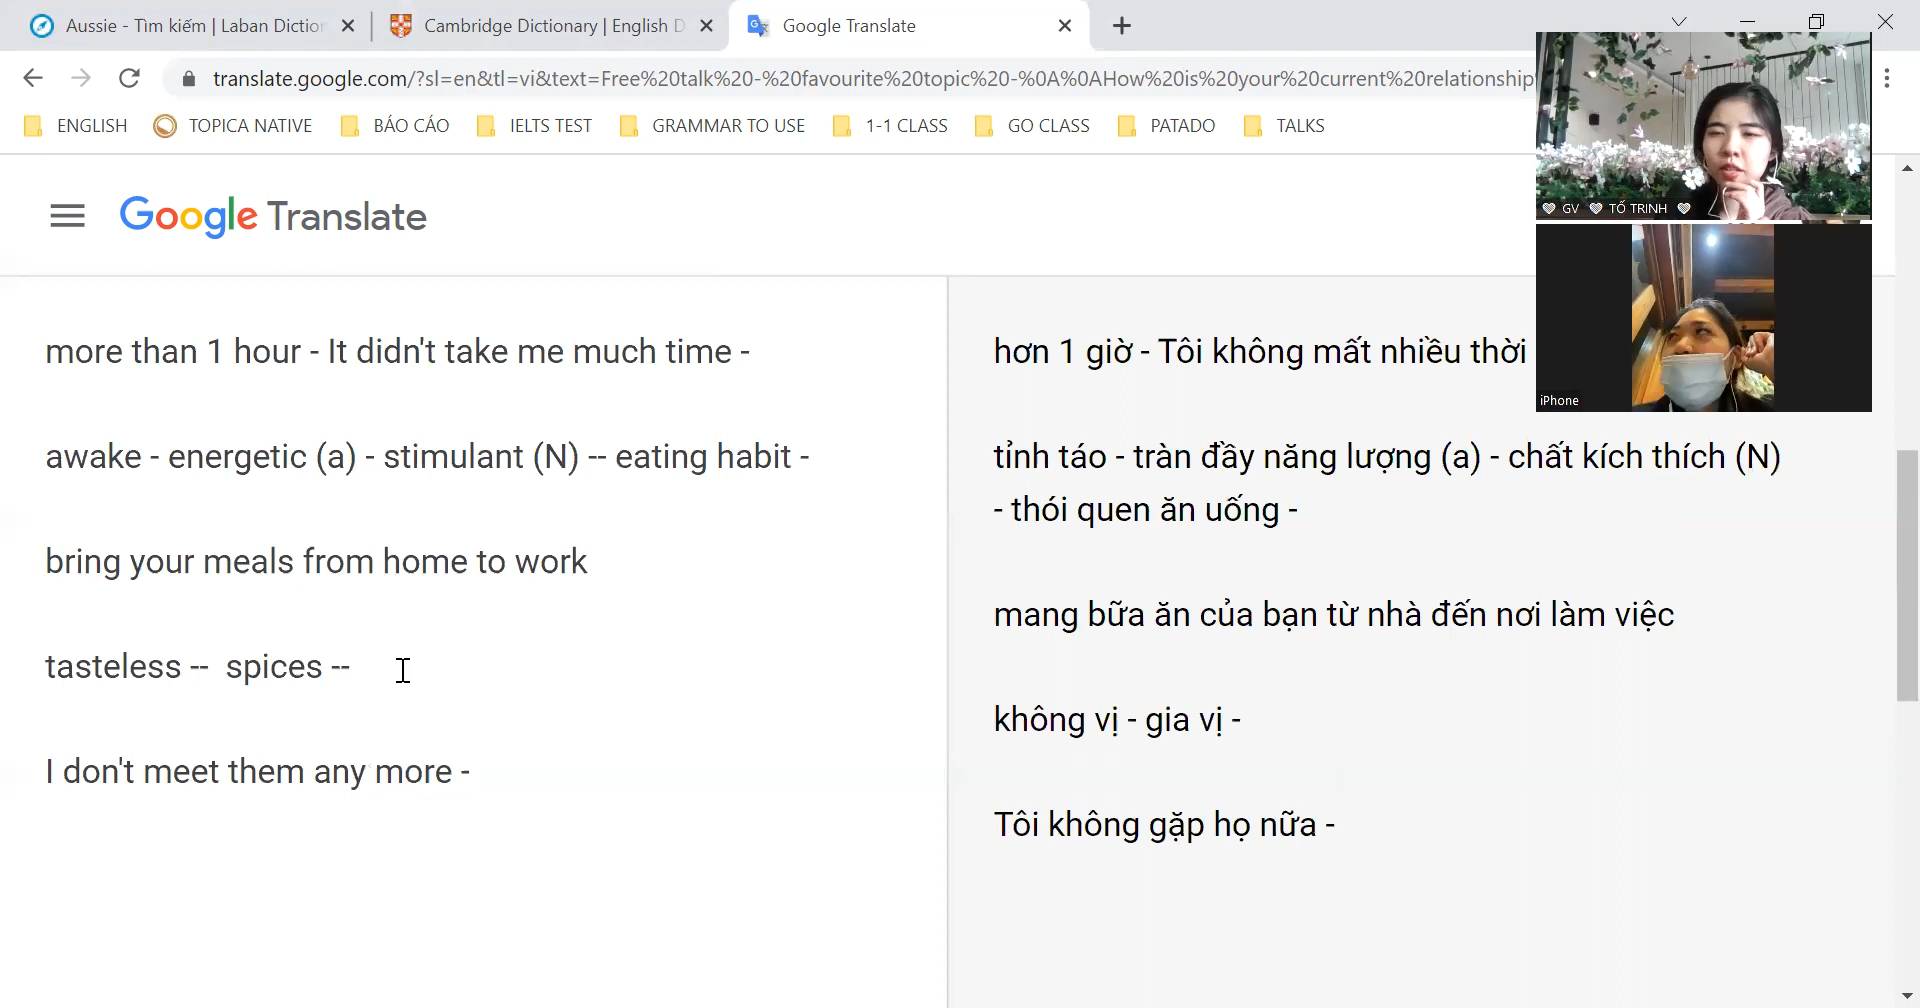 Aussie - Tìm kiếm | Laban Diction
Cambridge Dictionary | English D
Google Translate
translate.google.com/?sl=en&tl=vi&text=Free%20talk%20-%20favourite%20topic%20-%0A%0AHow%20is%20your%20current%20relationship
ENGLISH
TOPICA NATIVE
BÁO CÁO
IELTS TEST
GRAMMAR TO USE
1-1 CLASS
GO CLASS
PATADO
TALKS
Google Translate
GV TỐ TRINH
iPhone
more than 1 hour - It didn't take me much time -
awake - energetic (a) - stimulant (N) -- eating habit -
bring your meals from home to work
tasteless -- spices --
I don't meet them any more -
hơn 1 giờ - Tôi không mất nhiều thời
tỉnh táo - tràn đầy năng lượng (a) - chất kích thích (N)
- thói quen ăn uống -
mang bữa ăn của bạn từ nhà đến nơi làm việc
không vị - gia vị -
Tôi không gặp họ nữa -